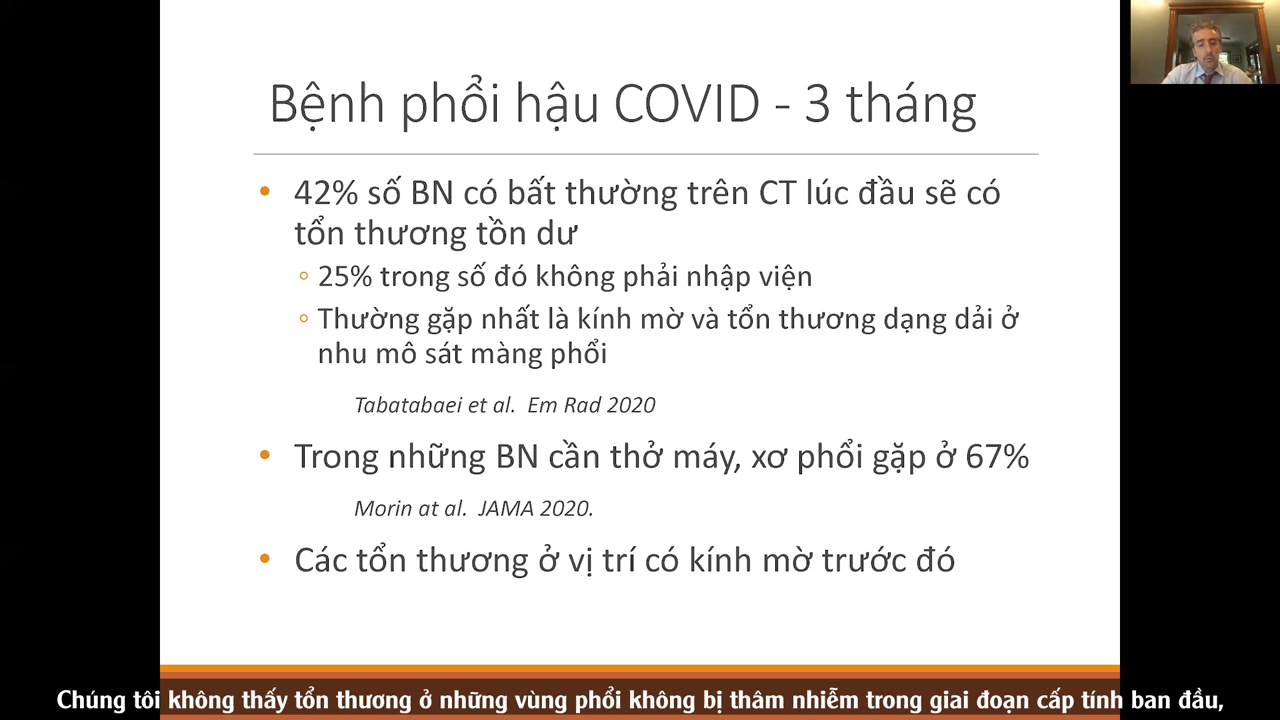 Bệnh phổi hậu COVID - 3 tháng
• 42% số BN có bất thường trên CT lúc đầu sẽ có
tổn thương tồn dư
◦ 25% trong số đó không phải nhập viện
◦ Thường gặp nhất là kính mờ và tổn thương dạng dải ở
nhu mô sát màng phổi
Tabatabaei et al. Em Rad 2020
• Trong những BN cần thở máy, xơ phổi gặp ở 67%
Morin at al. JAMA 2020.
• Các tổn thương ở vị trí có kính mờ trước đó
Chúng tôi không thấy tổn thương ở những vùng phổi không bị thâm nhiễm trong giai đoạn cấp tính ban đầu,